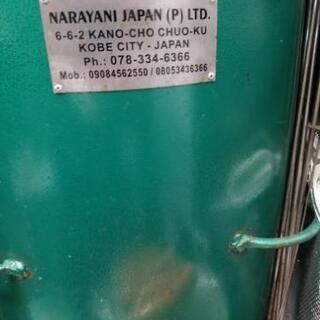 NARAYANI JAPAN (P) LTD.
6-6-2 KANO-CHO CHUO-KU
KOBE CITY - JAPAN
Ph.: 078-334-6366
Mob.: 09084562550 / 08053436366